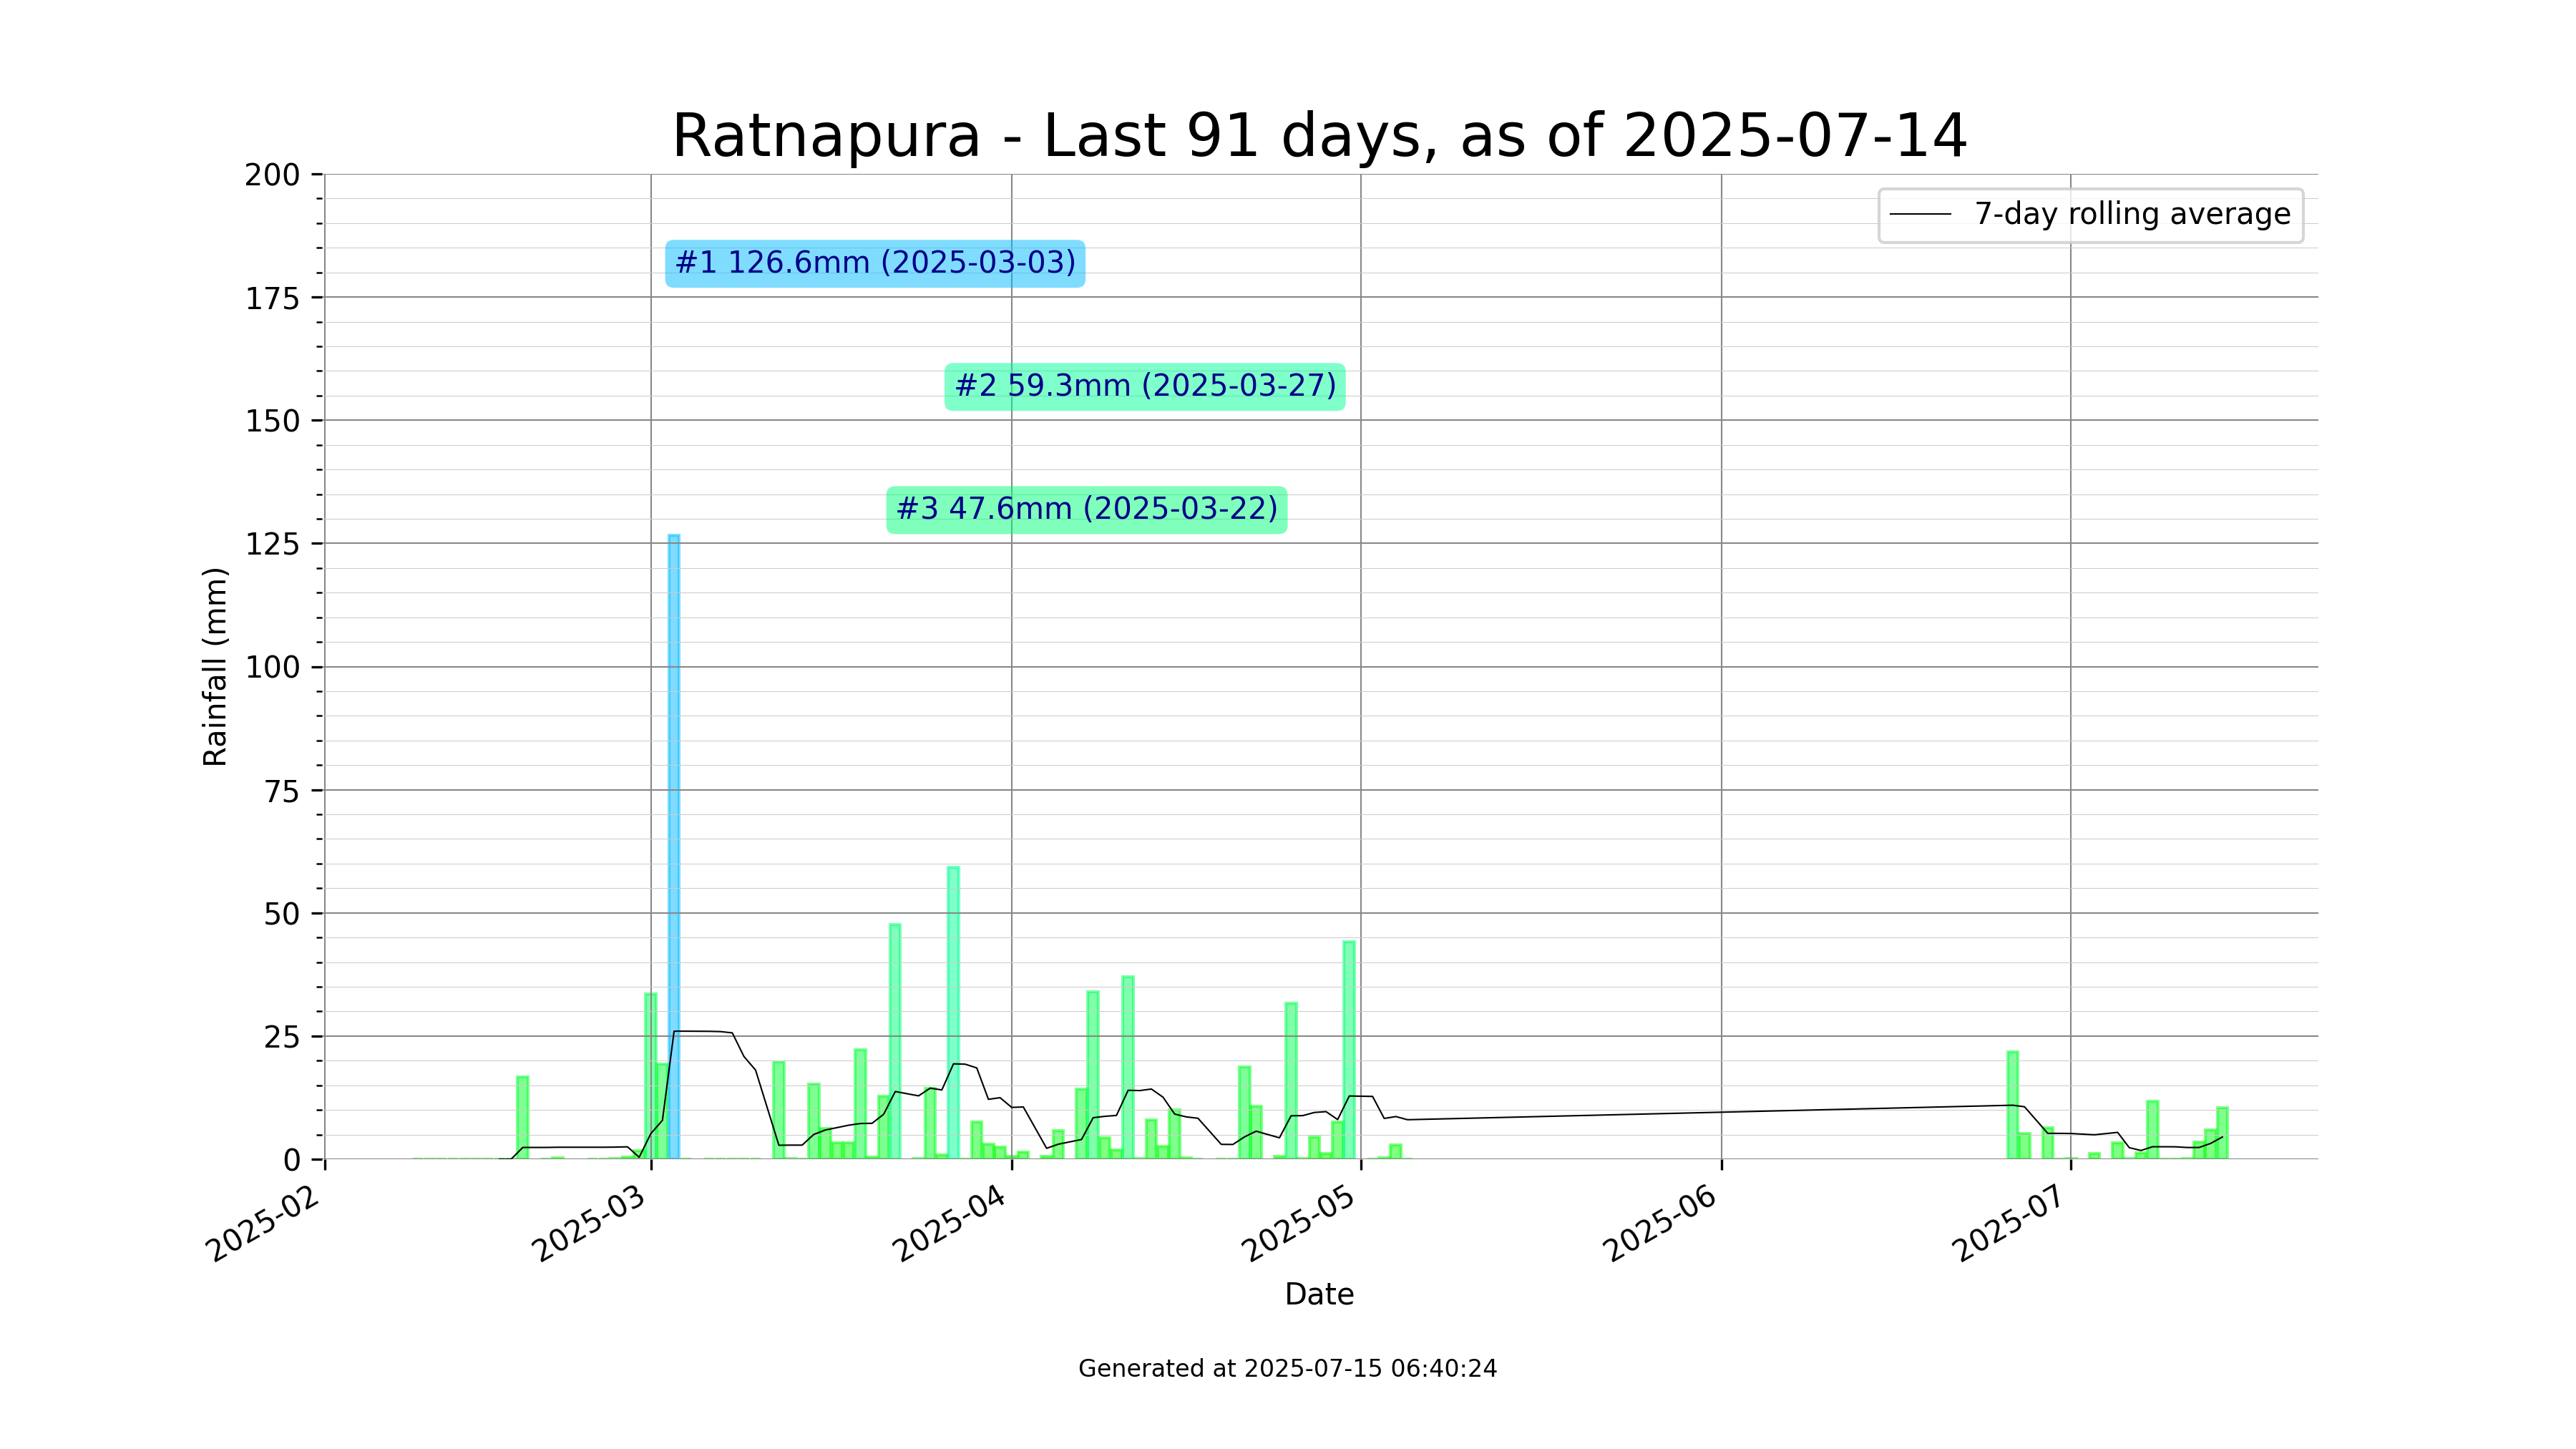 Ratnapura - Last 91 days, as of 2025-07-14
200
175
150
125
100
75
50
25
0
Rainfall (mm)
7-day rolling average
#1 126.6mm (2025-03-03)
#2 59.3mm (2025-03-27)
#3 47.6mm (2025-03-22)
2025-02
2025-03
2025-04
2025-05
2025-06
2025-07
Date
Generated at 2025-07-15 06:40:24